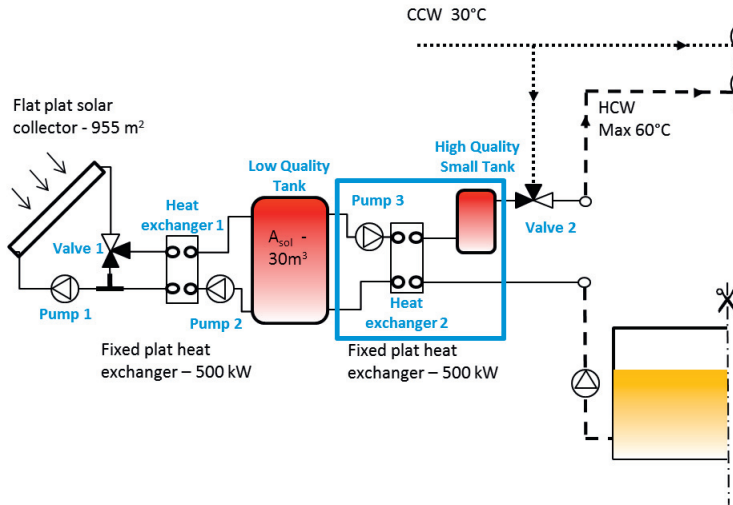 CCW 30°C
Flat plat solar
collector - 955 m²
HCW
Max 60°C
High Quality
Small Tank
Low Quality
Tank
Pump 3
Heat
exchanger 1
Valve 1
Valve 2
A_sol -
30m³
Pump 1
Pump 2
Heat
exchanger 2
Fixed plat heat
exchanger – 500 kW
Fixed plat heat
exchanger – 500 kW